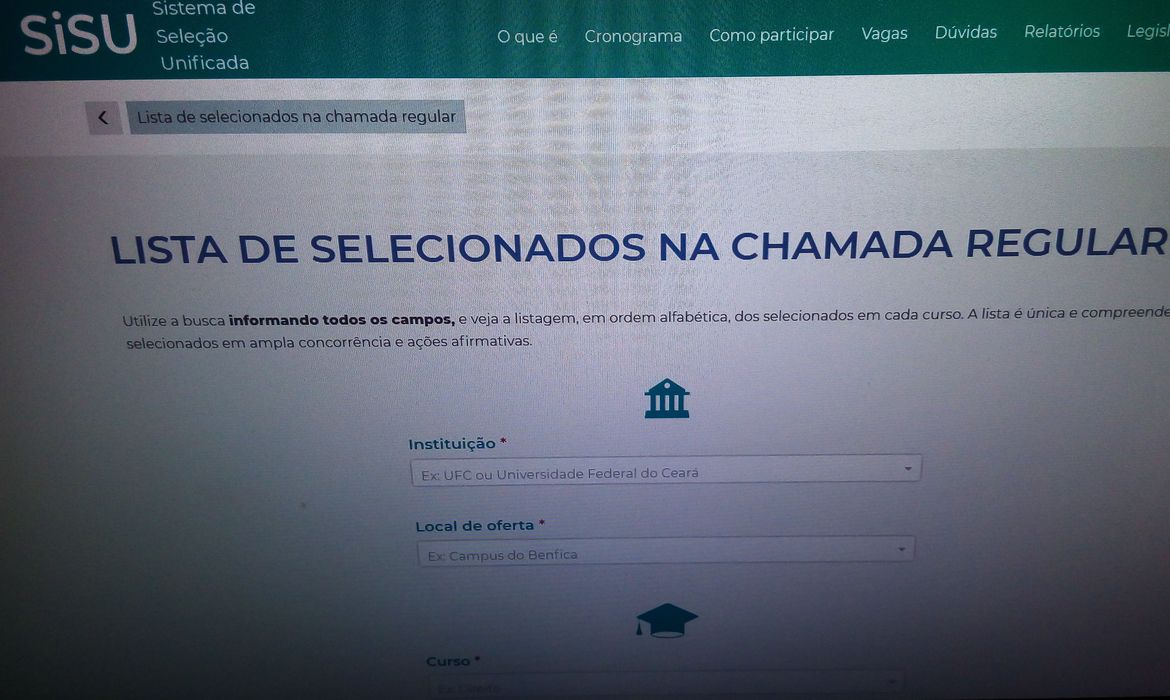 SiSU
Sistema de
Seleção
Unificada
O que é
Cronograma
Como participar
Vagas
Dúvidas
Relatórios
Lista de selecionados na chamada regular
LISTA DE SELECIONADOS NA CHAMADA REGULAR
Utilize a busca informando todos os campos, e veja a listagem, em ordem alfabética, dos selecionados em cada curso. A lista é única e compreende
selecionados em ampla concorrência e ações afirmativas.
Instituição *
Ex: UFC ou Universidade Federal do Ceará
Local de oferta *
Ex: Campus do Benfica
Curso *